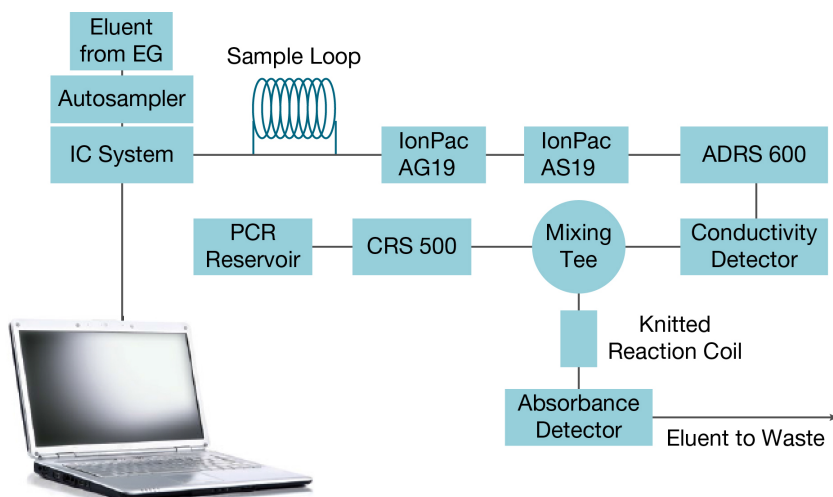 Eluent
from EG
Autosampler
IC System
Sample Loop
IonPac
AG19
IonPac
AS19
ADRS 600
PCR
Reservoir
CRS 500
Mixing
Tee
Conductivity
Detector
Knitted
Reaction Coil
Absorbance
Detector
Eluent to Waste